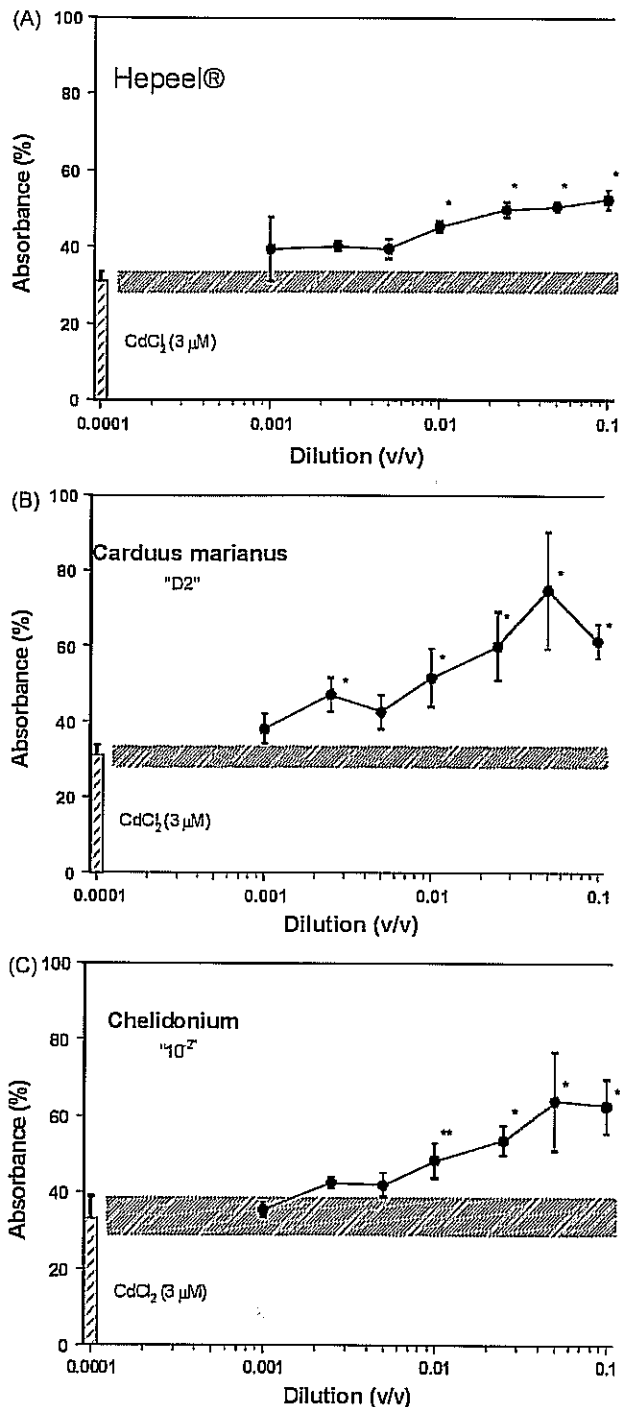 (A)
100
80
60
40
20
0
Absorbance (%)
Hepeel®
* * * *
CdCl2 (3 µM)
0.0001 0.001 0.01 0.1
Dilution (v/v)
(B)
100
80
60
40
20
0
Absorbance (%)
Carduus marianus
"D2"
* * * * *
CdCl2 (3 µM)
0.0001 0.001 0.01 0.1
Dilution (v/v)
(C)
100
80
60
40
20
0
Absorbance (%)
Chelidonium
"10-2"
** * * *
CdCl2 (3 µM)
0.0001 0.001 0.01 0.1
Dilution (v/v)